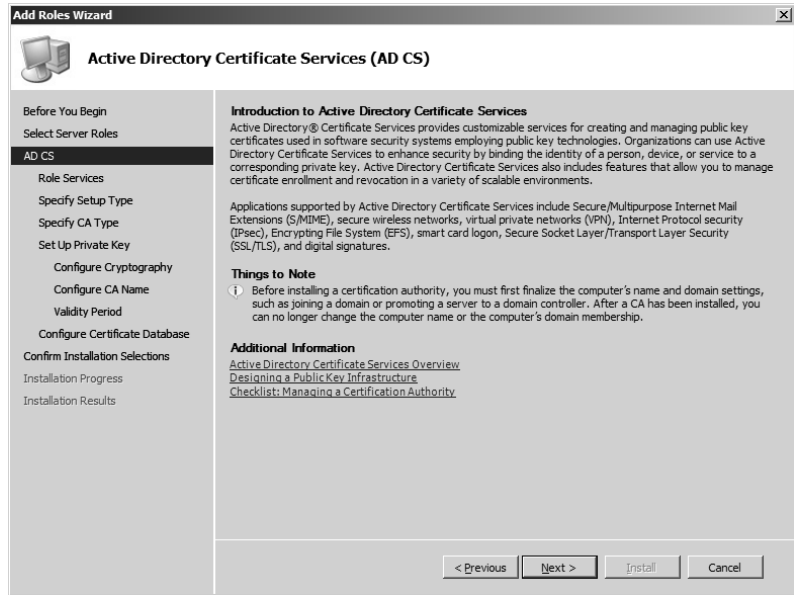 Add Roles Wizard
Active Directory Certificate Services (AD CS)
Before You Begin
Select Server Roles
AD CS
Role Services
Specify Setup Type
Specify CA Type
Set Up Private Key
Configure Cryptography
Configure CA Name
Validity Period
Configure Certificate Database
Confirm Installation Selections
Installation Progress
Installation Results
Introduction to Active Directory Certificate Services
Active Directory® Certificate Services provides customizable services for creating and managing public key
certificates used in software security systems employing public key technologies. Organizations can use Active
Directory Certificate Services to enhance security by binding the identity of a person, device, or service to a
corresponding private key. Active Directory Certificate Services also includes features that allow you to manage
certificate enrollment and revocation in a variety of scalable environments.
Applications supported by Active Directory Certificate Services include Secure/Multipurpose Internet Mail
Extensions (S/MIME), secure wireless networks, virtual private networks (VPN), Internet Protocol security
(IPsec), Encrypting File System (EFS), smart card logon, Secure Socket Layer/Transport Layer Security
(SSL/TLS), and digital signatures.
Things to Note
Before installing a certification authority, you must first finalize the computer's name and domain settings,
such as joining a domain or promoting a server to a domain controller. After a CA has been installed, you
can no longer change the computer name or the computer's domain membership.
Additional Information
Active Directory Certificate Services Overview
Designing a Public Key Infrastructure
Checklist: Managing a Certification Authority
< Previous
Next >
Install
Cancel